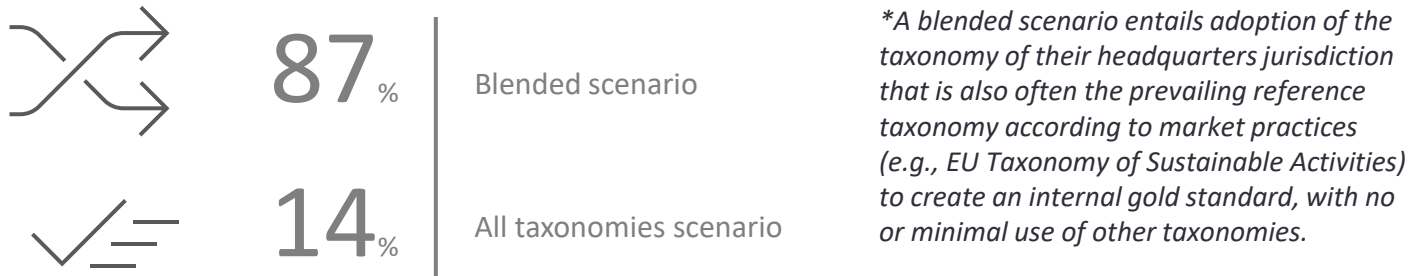 87 %
Blended scenario
14 %
All taxonomies scenario
*A blended scenario entails adoption of the
taxonomy of their headquarters jurisdiction
that is also often the prevailing reference
taxonomy according to market practices
(e.g., EU Taxonomy of Sustainable Activities)
to create an internal gold standard, with no
or minimal use of other taxonomies.